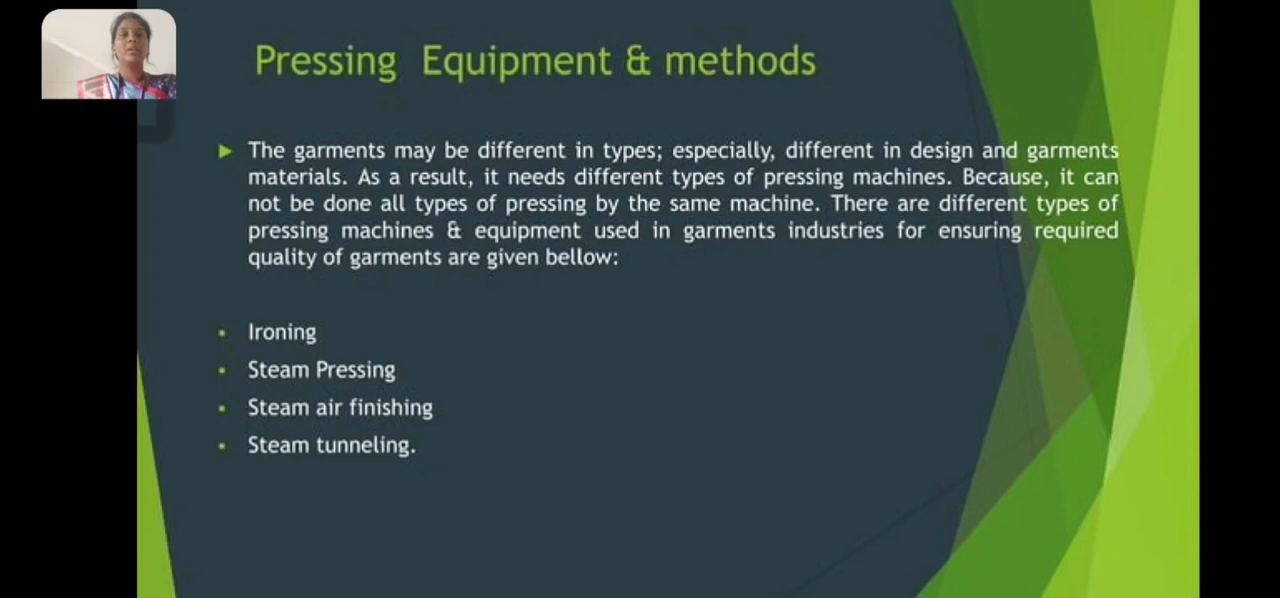 Pressing Equipment & methods
The garments may be different in types; especially, different in design and garments
materials. As a result, it needs different types of pressing machines. Because, it can
not be done all types of pressing by the same machine. There are different types of
pressing machines & equipment used in garments industries for ensuring required
quality of garments are given bellow:
Ironing
Steam Pressing
Steam air finishing
Steam tunneling.